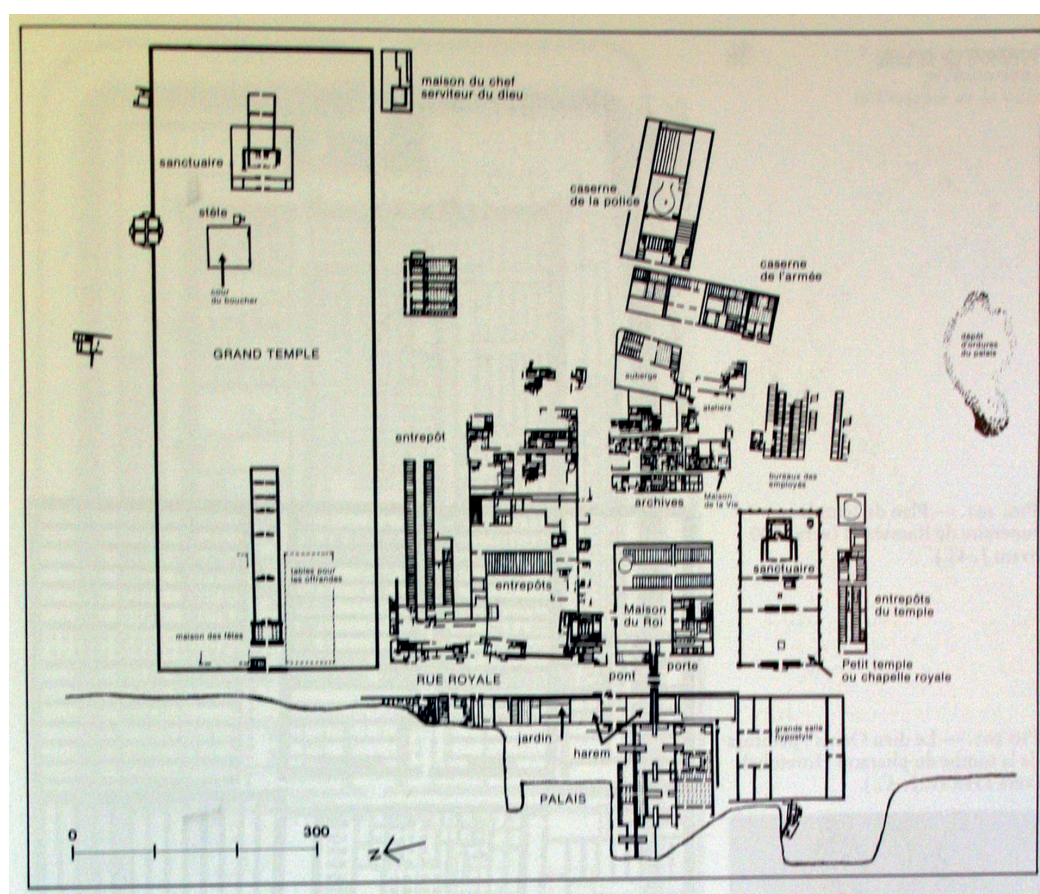 maison du chef
serviteur du dieu
sanctuaire
stèle
cour
du boucher
GRAND TEMPLE
caserne
de la police
caserne
de l'armée
dépôt
d'ordures
du palais
auberge
ateliers
entrepôt
archives
Maison
de la Vie
bureaux des
employés
tables pour
les offrandes
entrepôts
sanctuaire
Maison
du Roi
entrepôts
du temple
maison des fêtes
RUE ROYALE
pont
porte
Petit temple
ou chapelle royale
jardin
harem
grande salle
hypostyle
PALAIS
0
300
N